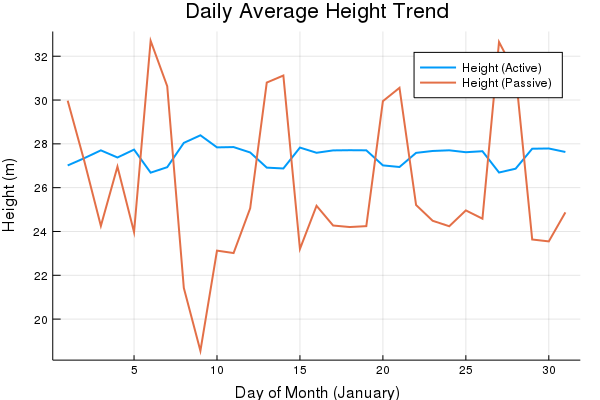 Daily Average Height Trend
Height (m)
32
30
28
26
24
22
20
Height (Active)
Height (Passive)
5
10
15
20
25
30
Day of Month (January)